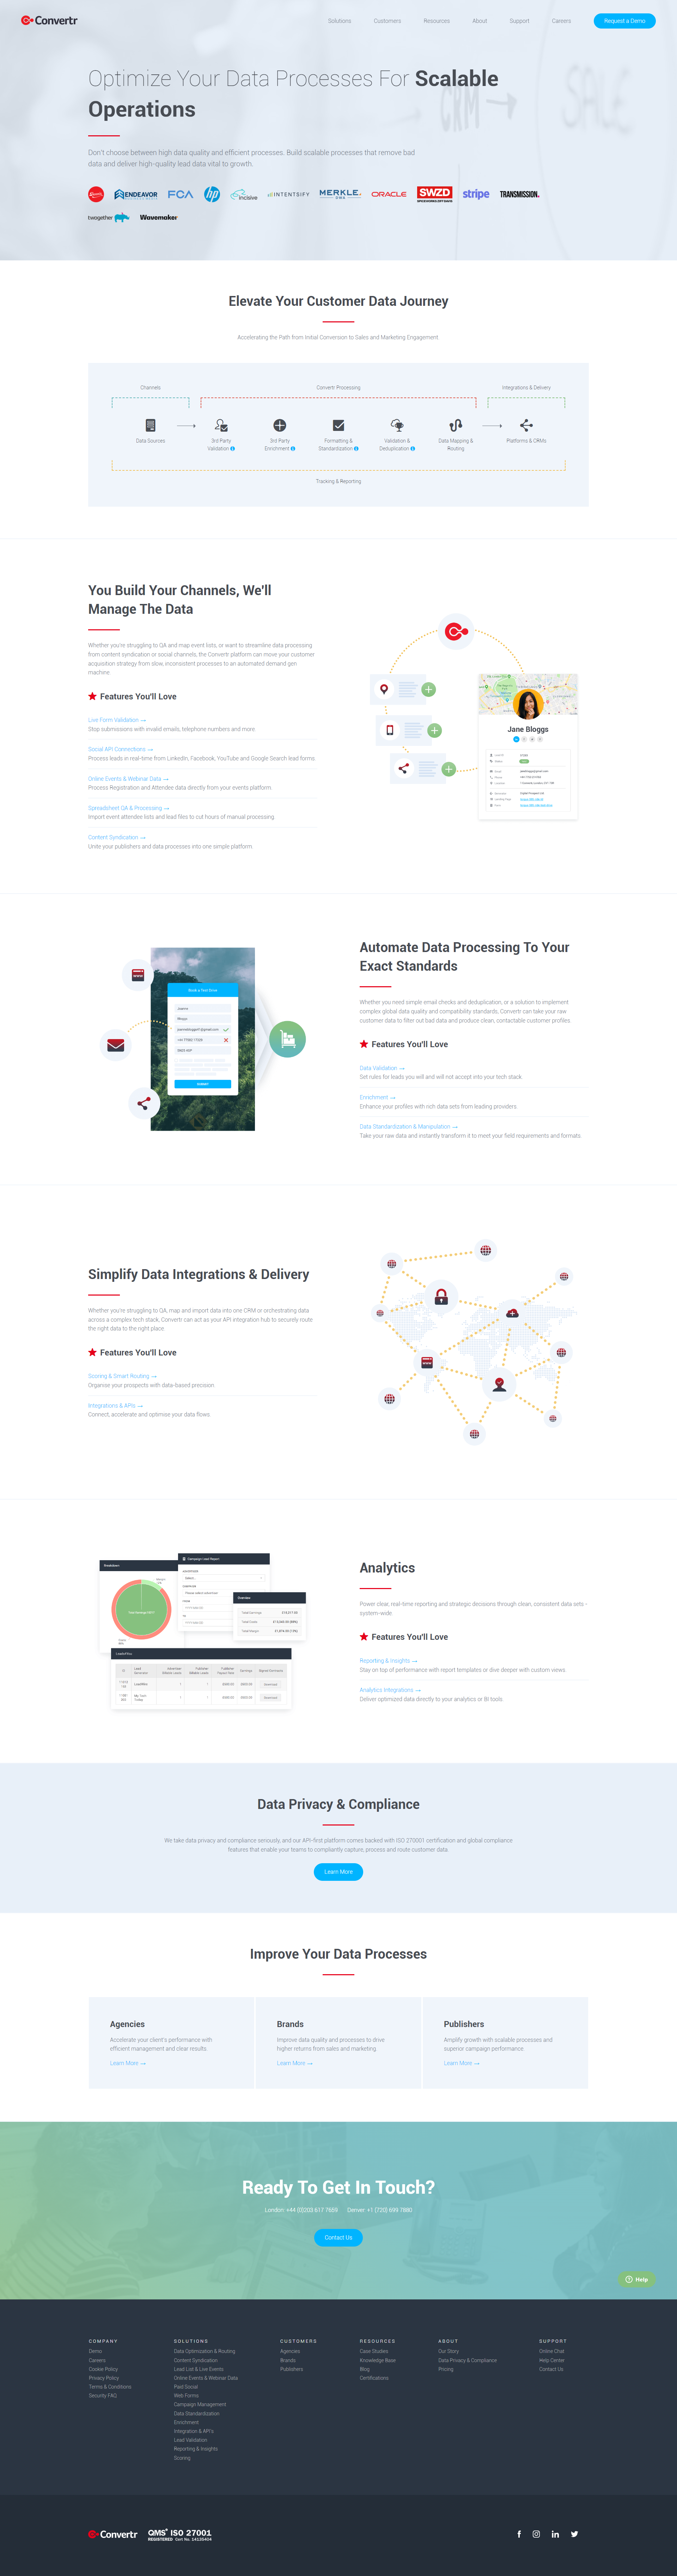 Convertr
Solutions
Customers
Resources
About
Support
Careers
Request a Demo
Optimize Your Data Processes For Scalable
Operations
Don't choose between high data quality and efficient processes. Build scalable processes that remove bad
data and deliver high-quality lead data vital to growth.
ENDEAVOR
FCA
hp
incisive
INTENTSIFY
MERKLE
ORACLE
SWZD
stripe
TRANSMISSION.
twogether
Wavemaker
Elevate Your Customer Data Journey
Accelerating the Path from Initial Conversion to Sales and Marketing Engagement.
Channels
Convertr Processing
Integrations & Delivery
Data Sources
3rd Party
Validation
3rd Party
Enrichment
Formatting &
Standardization
Validation &
Deduplication
Data Mapping &
Routing
Platforms & CRMs
Tracking & Reporting
You Build Your Channels, We'll
Manage The Data
Whether you're struggling to QA and map event lists, or want to streamline data processing
from content syndication or social channels, the Convertr platform can move your customer
acquisition strategy from slow, inconsistent processes to an automated demand gen
machine.
Features You'll Love
Live Form Validation →
Stop submissions with invalid emails, telephone numbers and more.
Social API Connections →
Process leads in real-time from LinkedIn, Facebook, YouTube and Google Search lead forms.
Online Events & Webinar Data →
Process Registration and Attendee data directly from your events platform.
Spreadsheet QA & Processing →
Import event attendee lists and lead files to cut hours of manual processing.
Content Syndication →
Unite your publishers and data processes into one simple platform.
Jane Bloggs
Book a Test Drive
SUBMIT
Automate Data Processing To Your
Exact Standards
Whether you need simple email checks and deduplication, or a solution to implement
complex global data quality and compatibility standards, Convertr can take your raw
customer data to filter out bad data and produce clean, contactable customer profiles.
Features You'll Love
Data Validation →
Set rules for leads you will and will not accept into your tech stack.
Enrichment →
Enhance your profiles with rich data sets from leading providers.
Data Standardization & Manipulation →
Take your raw data and instantly transform it to meet your field requirements and formats.
Simplify Data Integrations & Delivery
Whether you're struggling to QA, map and import data into one CRM or orchestrating data
across a complex tech stack, Convertr can act as your API integration hub to securely route
the right data to the right place.
Features You'll Love
Scoring & Smart Routing →
Organise your prospects with data-based precision.
Integrations & APIs →
Connect, accelerate and optimise your data flows.
Breakdown
Campaign Lead Report
Overview
Analytics
Power clear, real-time reporting and strategic decisions through clean, consistent data sets -
system-wide.
Features You'll Love
Reporting & Insights →
Stay on top of performance with report templates or dive deeper with custom views.
Analytics Integrations →
Deliver optimized data directly to your analytics or BI tools.
Data Privacy & Compliance
We take data privacy and compliance seriously, and our API-first platform comes backed with ISO 270001 certification and global compliance
features that enable your teams to compliantly capture, process and route customer data.
Learn More
Improve Your Data Processes
Agencies
Accelerate your client's performance with
efficient management and clear results.
Learn More →
Brands
Improve data quality and processes to drive
higher returns from sales and marketing.
Learn More →
Publishers
Amplify growth with scalable processes and
superior campaign performance.
Learn More →
Ready To Get In Touch?
London: +44 (0)203 617 7555 Denver: +1 (720) 699 7880
Contact Us
Help
COMPANY
Demo
Careers
Cookie Policy
Privacy Policy
Terms & Conditions
Security FAQ
SOLUTIONS
Data Optimization & Routing
Content Syndication
Lead List & Live Events
Online Events & Webinar Data
Paid Social
Web Forms
Campaign Management
Data Standardization
Enrichment
Integration & API's
Lead Validation
Reporting & Insights
Scoring
CUSTOMERS
Agencies
Brands
Publishers
RESOURCES
Case Studies
Knowledge Base
Blog
Certifications
ABOUT
Our Story
Data Privacy & Compliance
Pricing
SUPPORT
Online Chat
Help Center
Contact Us
Convertr
QMS ISO 27001
REGISTERED Cert No. 14135404